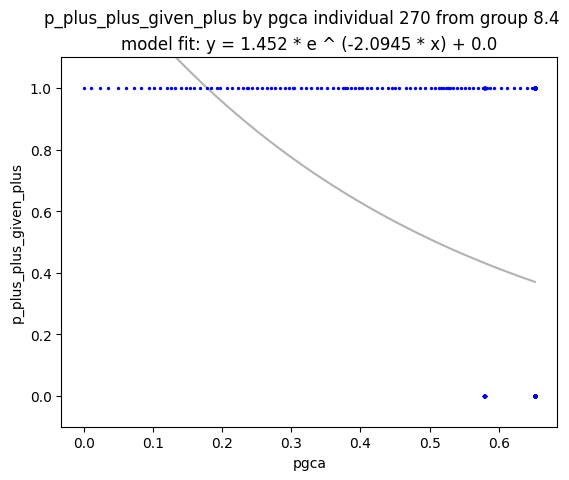 p_plus_plus_given_plus by pgca individual 270 from group 8.4
model fit: y = 1.452 * e ^ (-2.0945 * x) + 0.0
1.0
0.8
0.6
0.4
0.2
0.0
p_plus_plus_given_plus
0.0 0.1 0.2 0.3 0.4 0.5 0.6
pgca